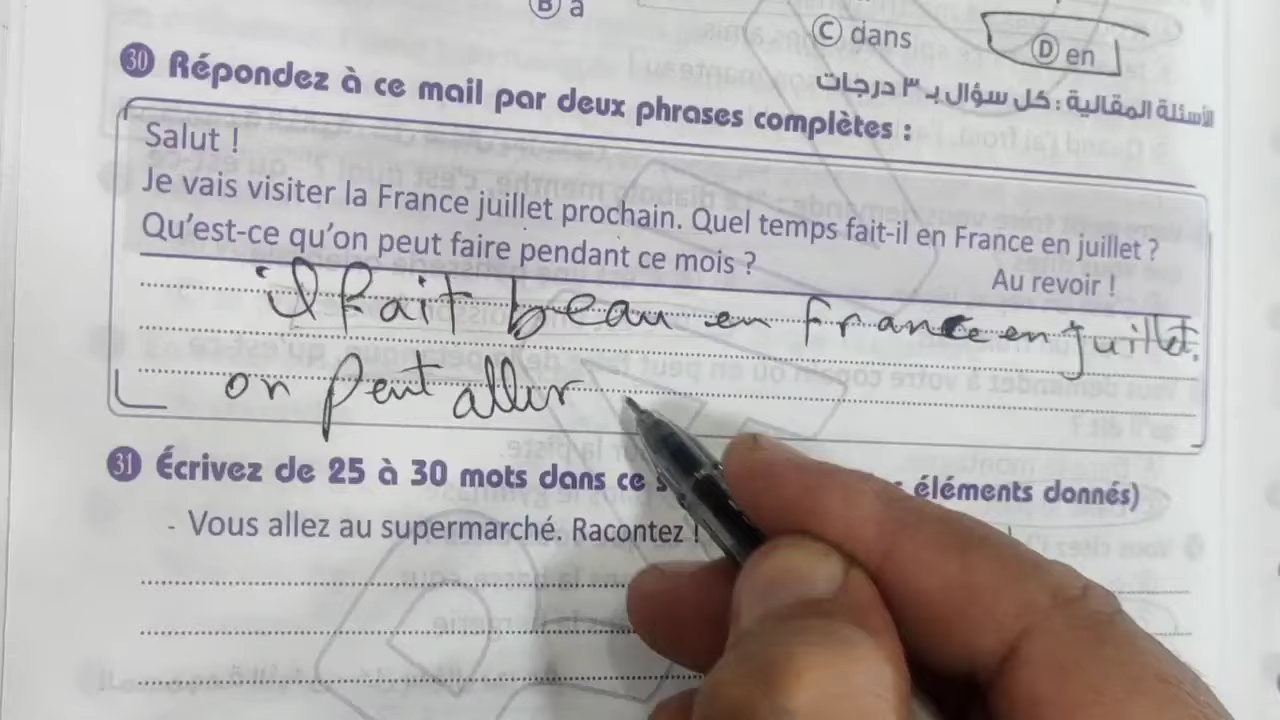 B a
C dans
D en
الأسئلة المقالية : كل سؤال بـ ٣ درجات
30 Répondez à ce mail par deux phrases complètes :
Salut !
Je vais visiter la France juillet prochain. Quel temps fait-il en France en juillet ?
Qu'est-ce qu'on peut faire pendant ce mois ?
Au revoir !
il fait beau en france en juillet.
on peut aller
31 Écrivez de 25 à 30 mots dans ce éléments donnés)
- Vous allez au supermarché. Racontez !